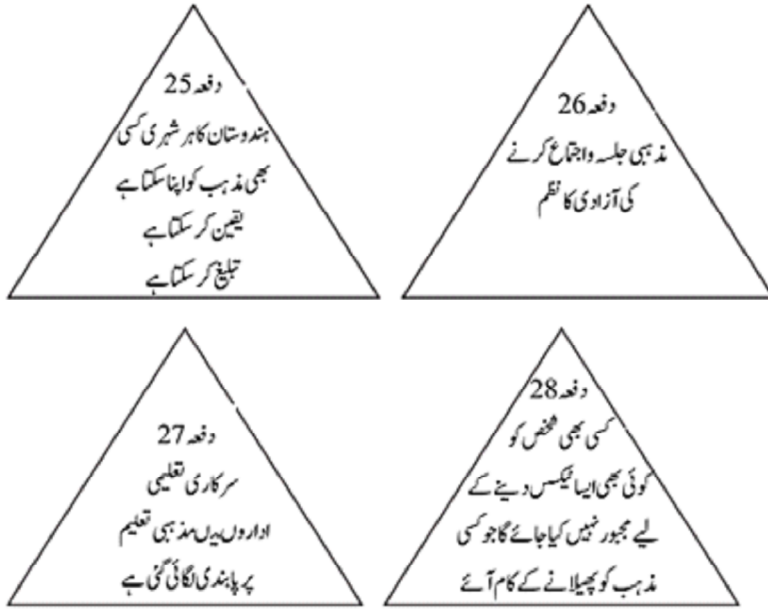 دفعہ 25
ہندوستان کا ہر شہری کسی
بھی مذہب کو اپنا سکتا ہے
یقین کر سکتا ہے
تبلیغ کر سکتا ہے
دفعہ 26
مذہبی جلسہ و اجتماع کرنے
کی آزادی کا نظم
دفعہ 27
سرکاری تعلیمی
اداروں میں مذہبی تعلیم
پر پابندی لگائی گئی ہے
دفعہ 28
کسی بھی شخص کو
کوئی بھی ایسا ٹیکس دینے کے
لیے مجبور نہیں کیا جائے گا جو کسی
مذہب کو پھیلانے کے کام آئے